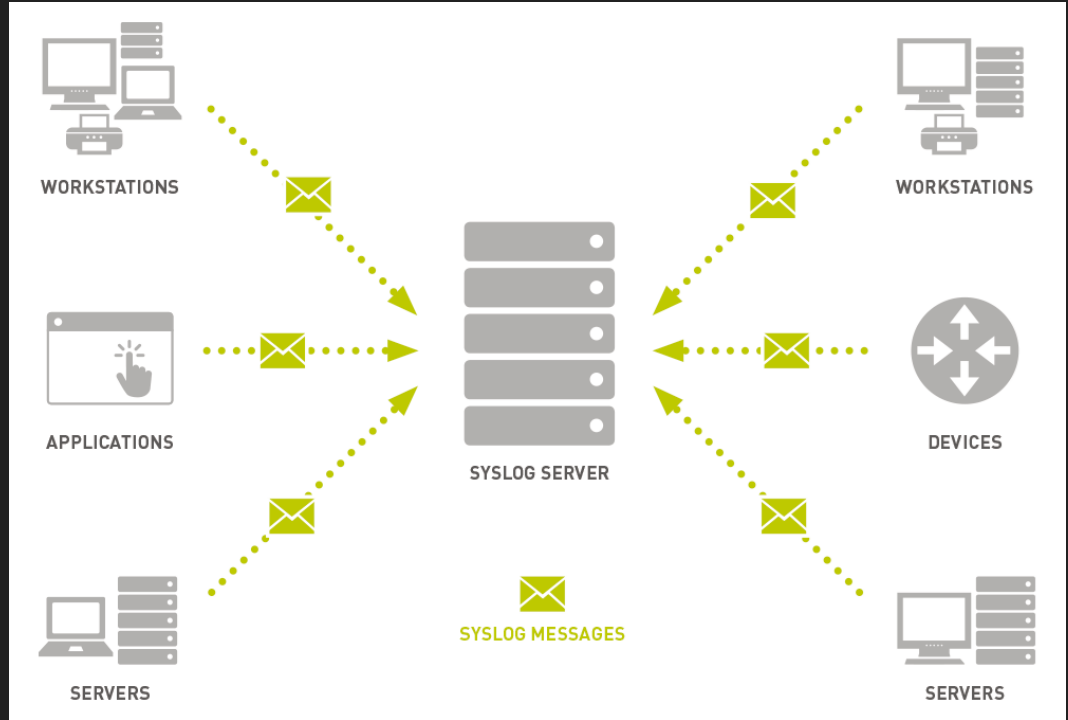 WORKSTATIONS
WORKSTATIONS
APPLICATIONS
DEVICES
SYSLOG SERVER
SYSLOG MESSAGES
SERVERS
SERVERS